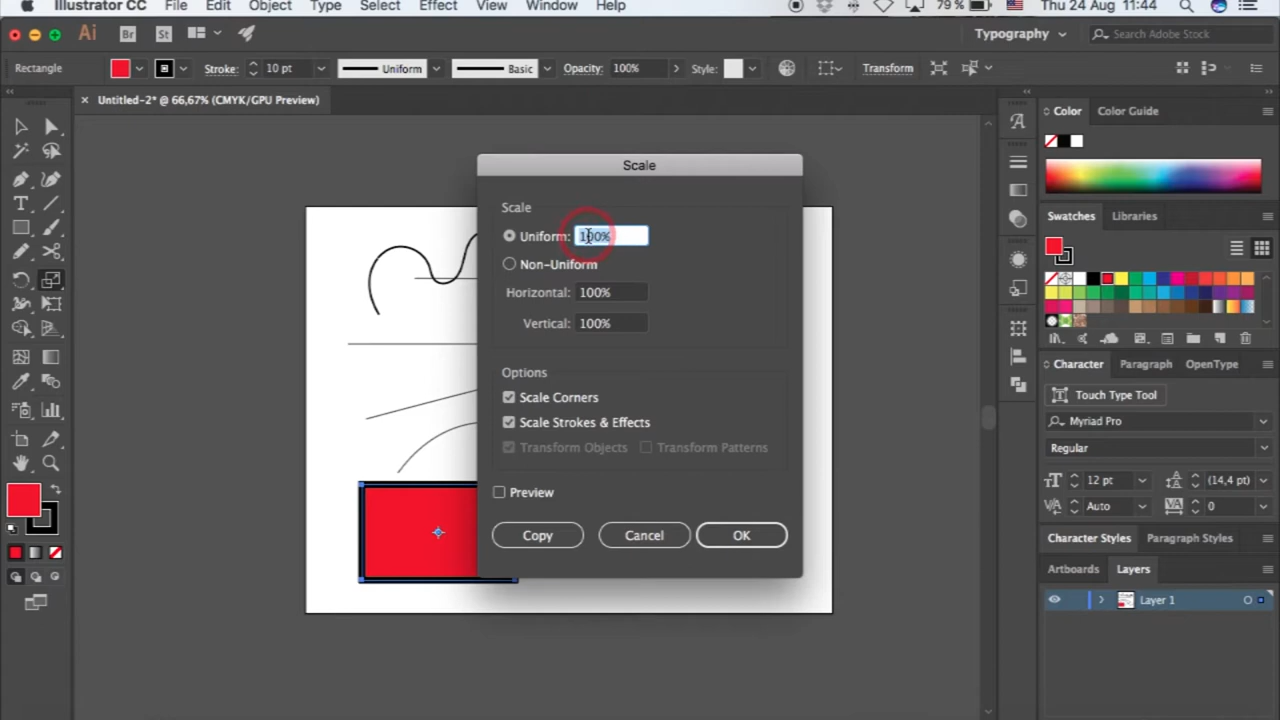 Illustrator CC File Edit Object Type Select Effect View Window Help 79 % Thu 24 Aug 11:44
Ai Br St Typography Search Adobe Stock
Rectangle Stroke: 10 pt Uniform Basic Opacity: 100% Style: Transform
Untitled-2* @ 66,67% (CMYK/GPU Preview)
Color Color Guide
Scale
Scale
Uniform: 100%
Non-Uniform
Horizontal: 100%
Vertical: 100%
Options
Scale Corners
Scale Strokes & Effects
Transform Objects Transform Patterns
Preview
Copy Cancel OK
Swatches Libraries
Character Paragraph OpenType
Touch Type Tool
Myriad Pro
Regular
12 pt (14,4 pt)
Auto 0
Character Styles Paragraph Styles
Artboards Layers
Layer 1